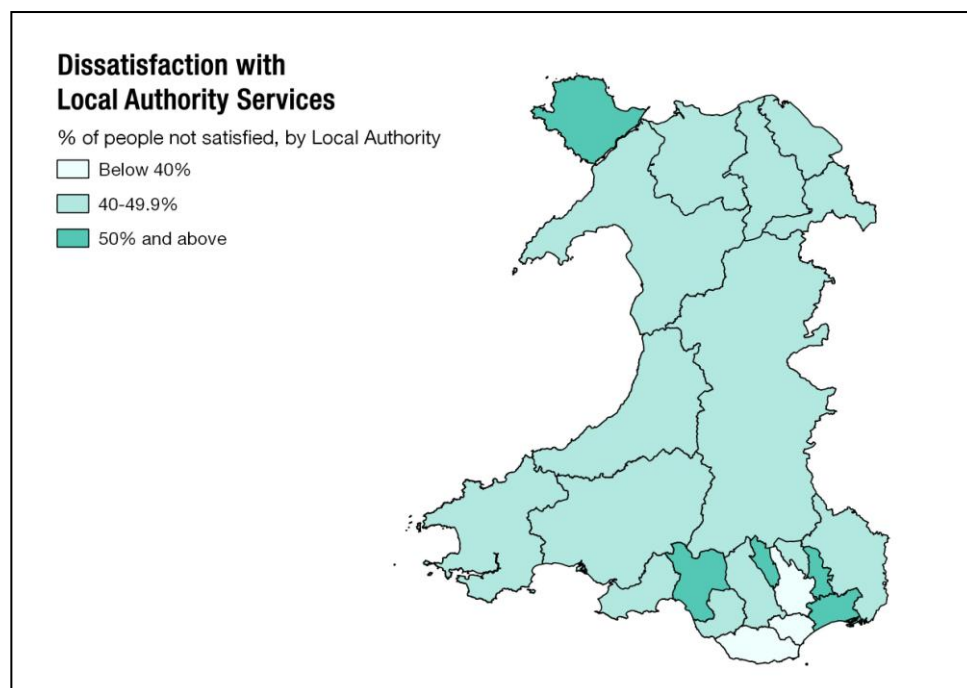 Dissatisfaction with
Local Authority Services
% of people not satisfied, by Local Authority
Below 40%
40-49.9%
50% and above